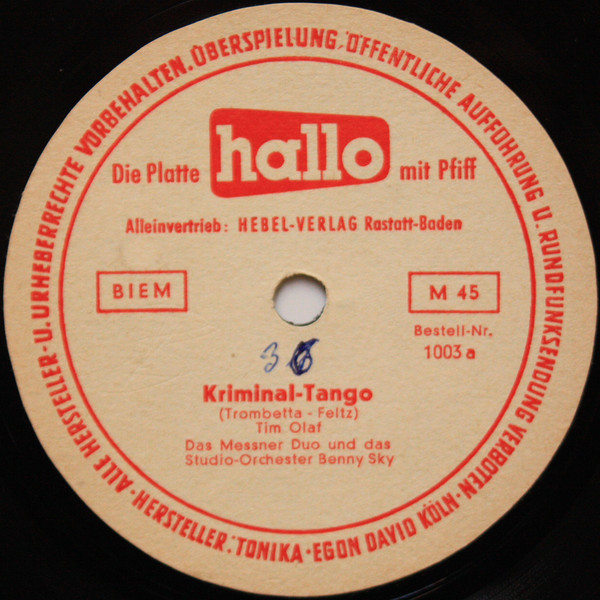 ·ALLE HERSTELLER-U.URHEBERRECHTE VORBEHALTEN.ÜBERSPIELUNG,ÖFFENTLICHE AUFFÜHRUNG U. RUNDFUNKSENDUNG VERBOTEN·
Die Platte hallo mit Pfiff
Alleinvertrieb: HEBEL-VERLAG Rastatt-Baden
BIEM
M 45
Bestell-Nr.
1003 a
36
Kriminal-Tango
(Trombetta - Feltz)
Tim Olaf
Das Messner Duo und das
Studio-Orchester Benny Sky
HERSTELLER:TONIKA·EGON DAVID KÖLN·